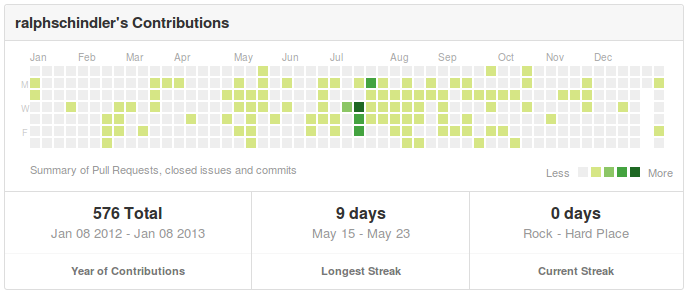 ralphschindler's Contributions
Jan Feb Mar Apr May Jun Jul Aug Sep Oct Nov Dec
M
W
F
Summary of Pull Requests, closed issues and commits
Less More
576 Total 9 days 0 days
Jan 08 2012 - Jan 08 2013 May 15 - May 23 Rock - Hard Place
Year of Contributions Longest Streak Current Streak